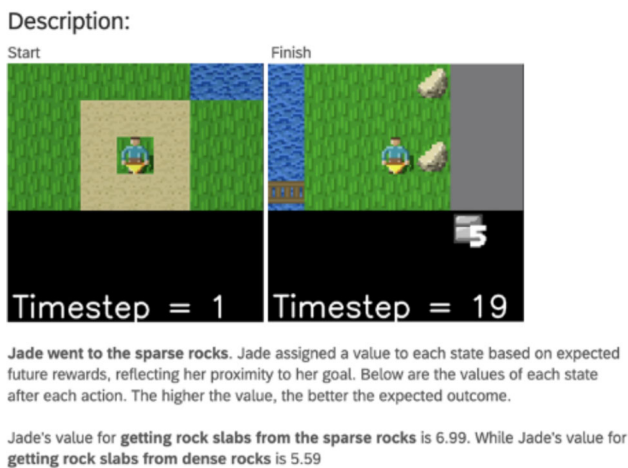 Description:
Start Finish
5
Timestep = 1 Timestep = 19
Jade went to the sparse rocks. Jade assigned a value to each state based on expected
future rewards, reflecting her proximity to her goal. Below are the values of each state
after each action. The higher the value, the better the expected outcome.
Jade's value for getting rock slabs from the sparse rocks is 6.99. While Jade's value for
getting rock slabs from dense rocks is 5.59